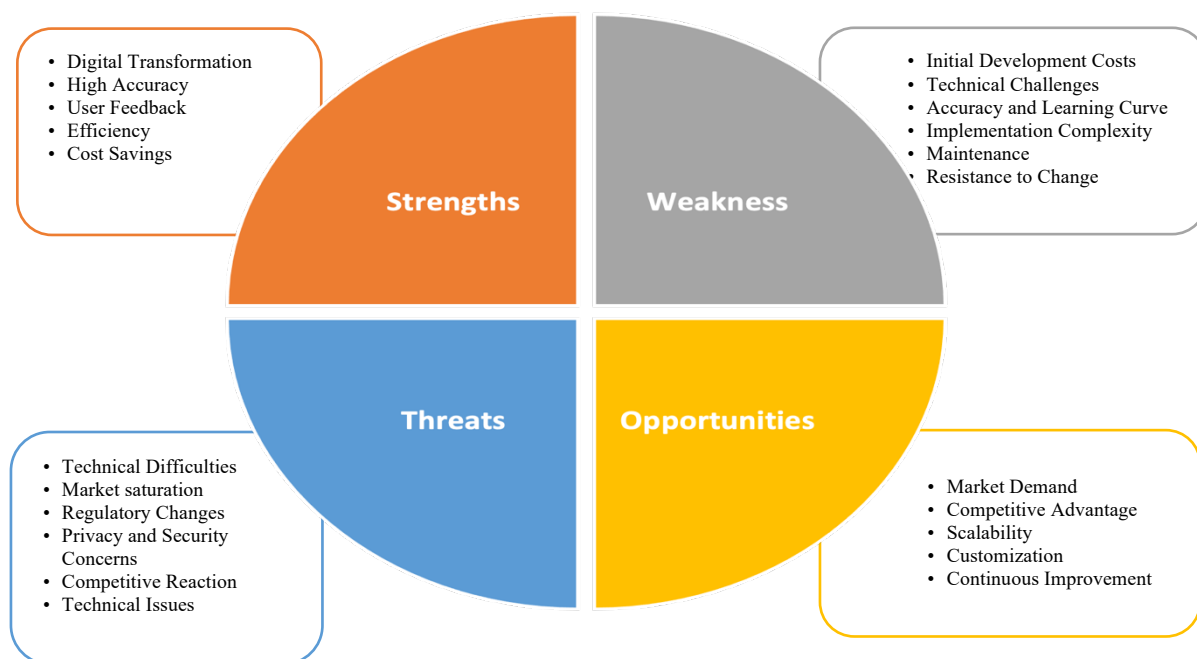 • Digital Transformation
• High Accuracy
• User Feedback
• Efficiency
• Cost Savings
• Initial Development Costs
• Technical Challenges
• Accuracy and Learning Curve
• Implementation Complexity
• Maintenance
• Resistance to Change
Strengths
Weakness
Threats
Opportunities
• Technical Difficulties
• Market saturation
• Regulatory Changes
• Privacy and Security
Concerns
• Competitive Reaction
• Technical Issues
• Market Demand
• Competitive Advantage
• Scalability
• Customization
• Continuous Improvement